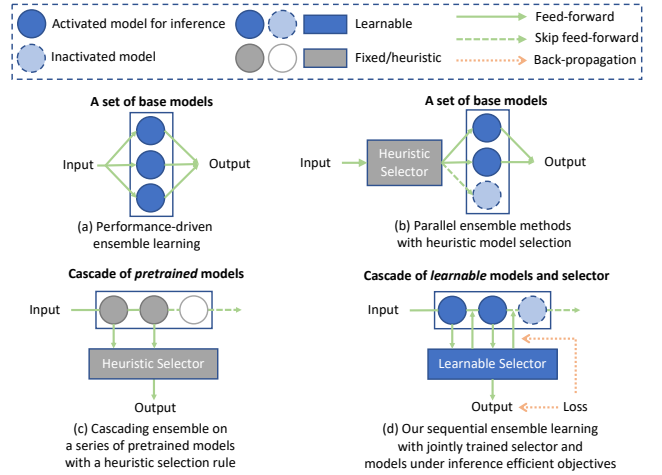 Activated model for inference
Learnable
Feed-forward
Skip feed-forward
Inactivated model
Fixed/heuristic
Back-propagation
A set of base models
Input
Output
(a) Performance-driven
ensemble learning
A set of base models
Input
Heuristic
Selector
Output
(b) Parallel ensemble methods
with heuristic model selection
Cascade of pretrained models
Input
Heuristic Selector
Output
(c) Cascading ensemble on
a series of pretrained models
with a heuristic selection rule
Cascade of learnable models and selector
Input
Learnable Selector
Output
Loss
(d) Our sequential ensemble learning
with jointly trained selector and
models under inference efficient objectives